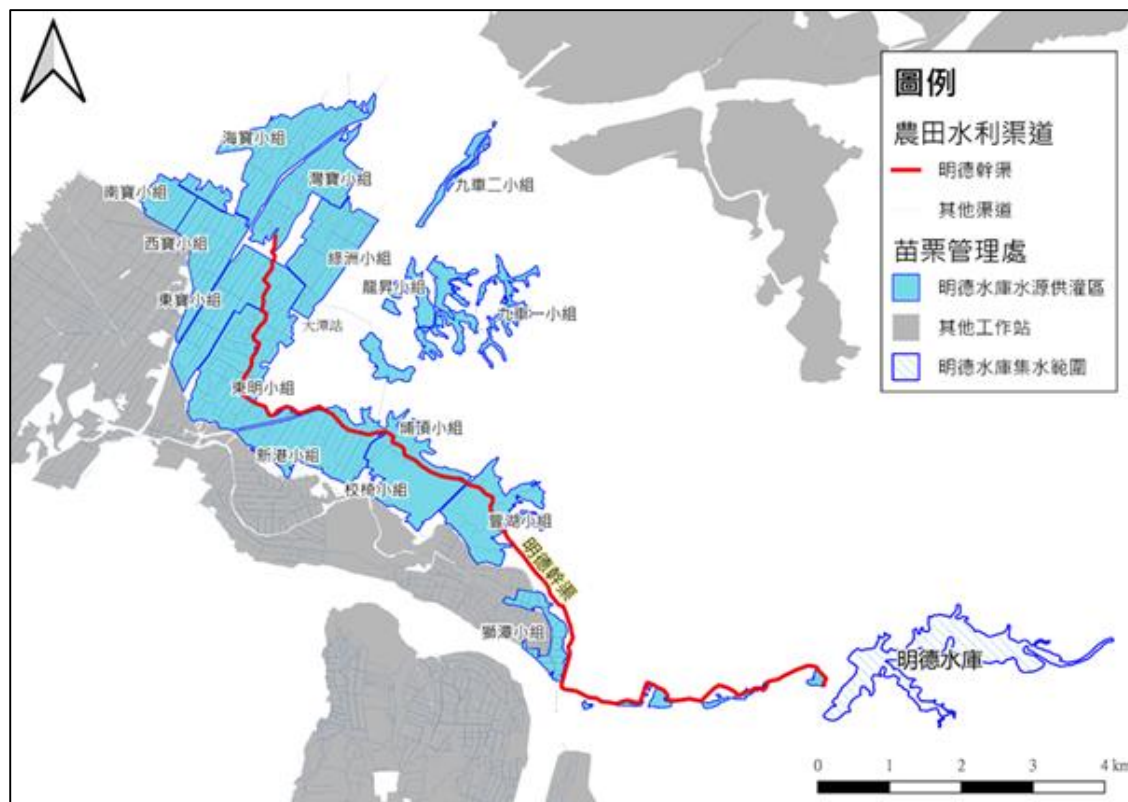 圖例
農田水利渠道
明德幹渠
其他渠道
苗栗管理處
明德水庫水源供灌區
其他工作站
明德水庫集水範圍
海寶小組
灣寶小組
九車二小組
南寶小組
西寶小組
綠洲小組
龍昇小組
東寶小組
九車一小組
大潭站
東明小組
埔頂小組
新港小組
校椅小組
豐湖小組
明德幹渠
獅潭小組
明德水庫
0 1 2 3 4 km